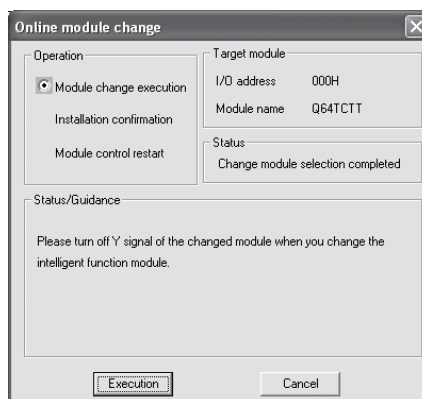 Online module change
Operation
Module change execution
Installation confirmation
Module control restart
Target module
I/O address 000H
Module name Q64TCTT
Status
Change module selection completed
Status/Guidance
Please turn off Y signal of the changed module when you change the
intelligent function module.
Execution
Cancel